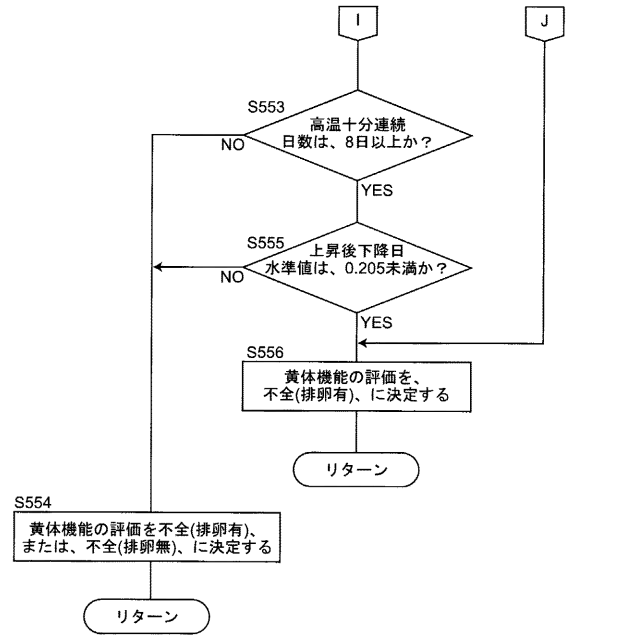 I
J
S553
高温十分連続
日数は、8日以上か？
NO
YES
S555
上昇後下降日
水準値は、0.205未満か？
NO
YES
S556
黄体機能の評価を、
不全(排卵有)、に決定する
リターン
S554
黄体機能の評価を不全(排卵有)、
または、不全(排卵無)、に決定する
リターン